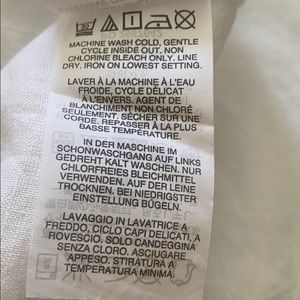 MACHINE WASH COLD, GENTLE
CYCLE INSIDE OUT. NON
CHLORINE BLEACH ONLY. LINE
DRY. IRON ON LOWEST SETTING.
LAVER À LA MACHINE À L'EAU
FROIDE, CYCLE DÉLICAT
À L'ENVERS. AGENT DE
BLANCHIMENT NON CHLORÉ
SEULEMENT. SÉCHER SUR UNE
CORDE. REPASSER À LA PLUS
BASSE TEMPÉRATURE.
IN DER MASCHINE IM
SCHONWASCHGANG AUF LINKS
GEDREHT KALT WASCHEN. NUR
CHLORFREIES BLEICHMITTEL
VERWENDEN. AUF DER LEINE
TROCKNEN. BEI NIEDRIGSTER
EINSTELLUNG BÜGELN.
LAVAGGIO IN LAVATRICE A
FREDDO, CICLO CAPI DELICATI, A
ROVESCIO. SOLO CANDEGGINA
SENZA CLORO. ASCIUGARE
APPESO. STIRATURA A
TEMPERATURA MINIMA.